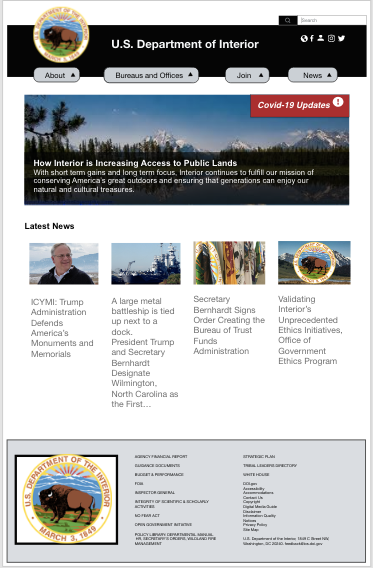 Search
U.S. Department of Interior
About
Bureaus and Offices
Join
News
Covid-19 Updates
How Interior is Increasing Access to Public Lands
With short term gains and long term focus, Interior continues to fulfill our mission of
conserving America's great outdoors and ensuring that generations can enjoy our
natural and cultural treasures.
Latest News
ICYMI: Trump
Administration
Defends
America's
Monuments and
Memorials
A large metal
battleship is tied
up next to a
dock.
President Trump
and Secretary
Bernhardt
Designate
Wilmington,
North Carolina as
the First…
Secretary
Bernhardt Signs
Order Creating the
Bureau of Trust
Funds
Administration
Validating
Interior's
Unprecedented
Ethics Initiatives,
Office of
Government
Ethics Program
U.S. DEPARTMENT OF THE INTERIOR
MARCH 3, 1849
AGENCY FINANCIAL REPORT
GUIDANCE DOCUMENTS
BUDGET & PERFORMANCE
FOIA
INSPECTOR GENERAL
INTEGRITY OF SCIENTIFIC & SCHOLARLY
ACTIVITIES
NO FEAR ACT
OPEN GOVERNMENT INITIATIVE
POLICY LIBRARY: DEPARTMENTAL MANUAL,
HR, SECRETARY'S ORDERS, WILDLAND FIRE
MANAGEMENT
STRATEGIC PLAN
TRIBAL LEADERS DIRECTORY
WHITE HOUSE
DOI.gov
Accessibility
Accommodations
Contact Us
Copyright
Digital Media Guide
Disclaimer
Information Quality
Notices
Privacy Policy
Site Map
U.S. Department of the Interior, 1849 C Street NW,
Washington, DC 20240. feedback@ios.doi.gov